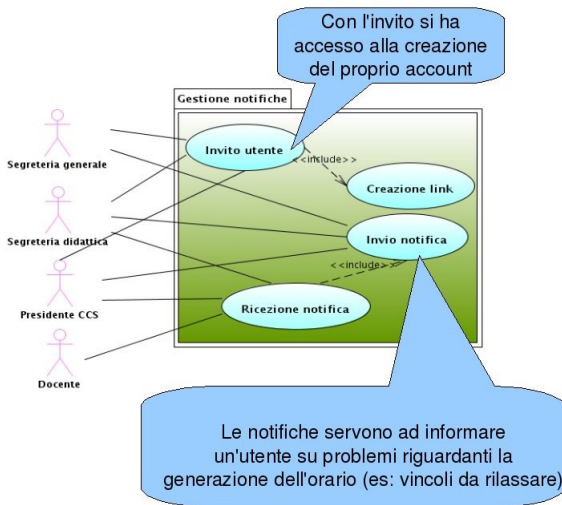 Con l'invito si ha
accesso alla creazione
del proprio account
Gestione notifiche
Invito utente
<<include>>
Segreteria generale
Creazione link
Invio notifica
Segreteria didattica
<<include>>
Ricezione notifica
Presidente CCS
Docente
Le notifiche servono ad informare
un'utente su problemi riguardanti la
generazione dell'orario (es: vincoli da rilassare)